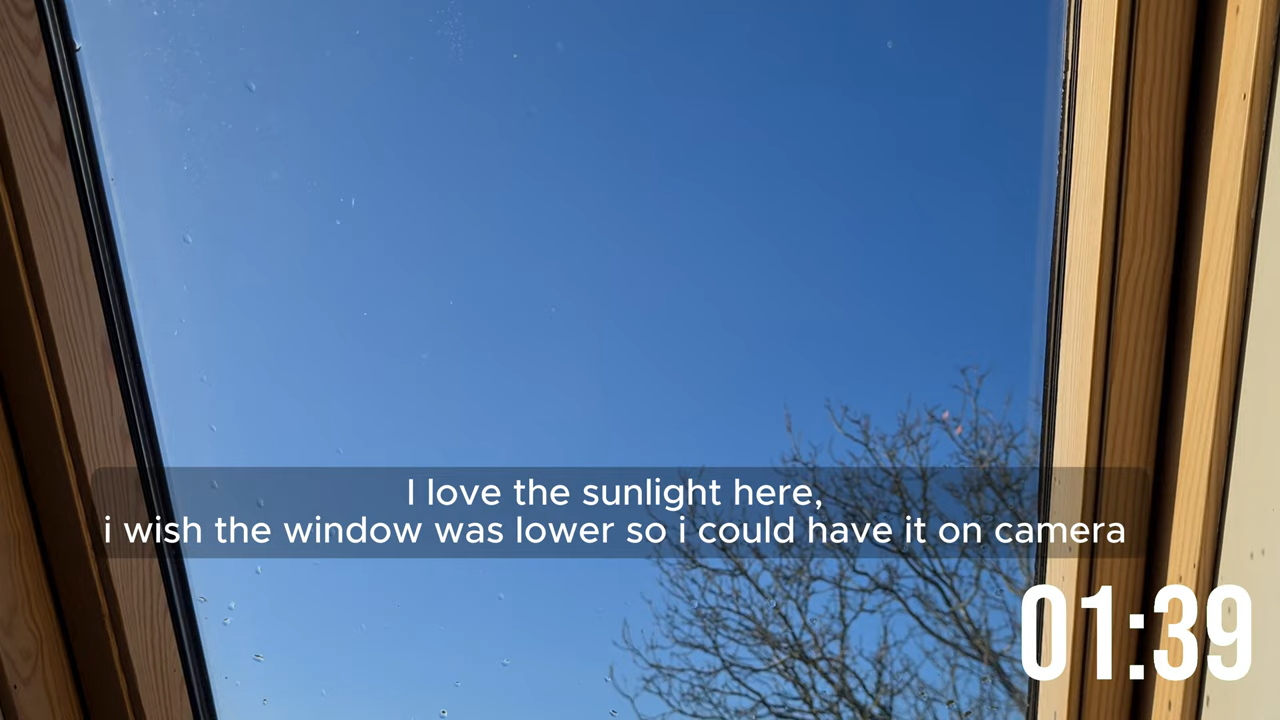 I love the sunlight here,
i wish the window was lower so i could have it on camera
01:39